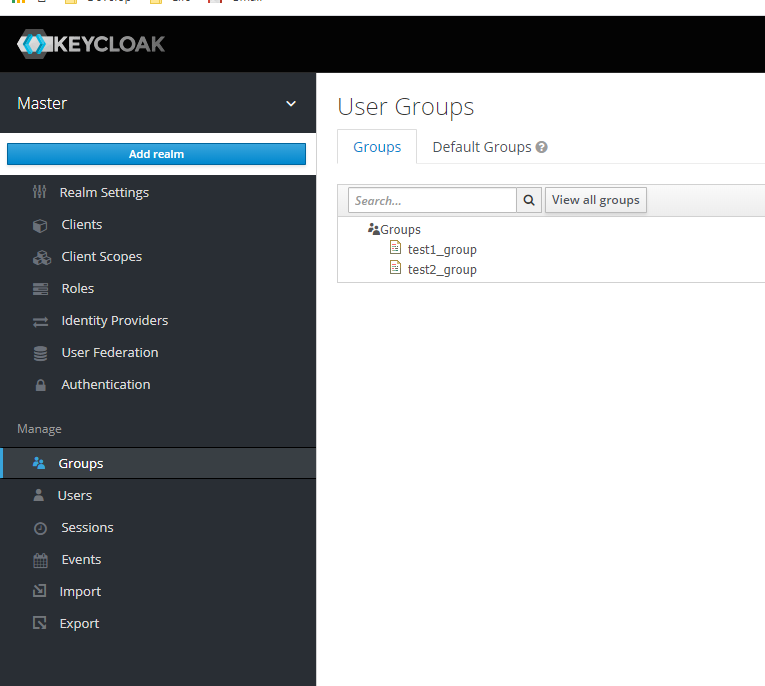 KEYCLOAK
Master
Add realm
Realm Settings
Clients
Client Scopes
Roles
Identity Providers
User Federation
Authentication
Manage
Groups
Users
Sessions
Events
Import
Export
User Groups
Groups Default Groups
Search... View all groups
Groups
test1_group
test2_group